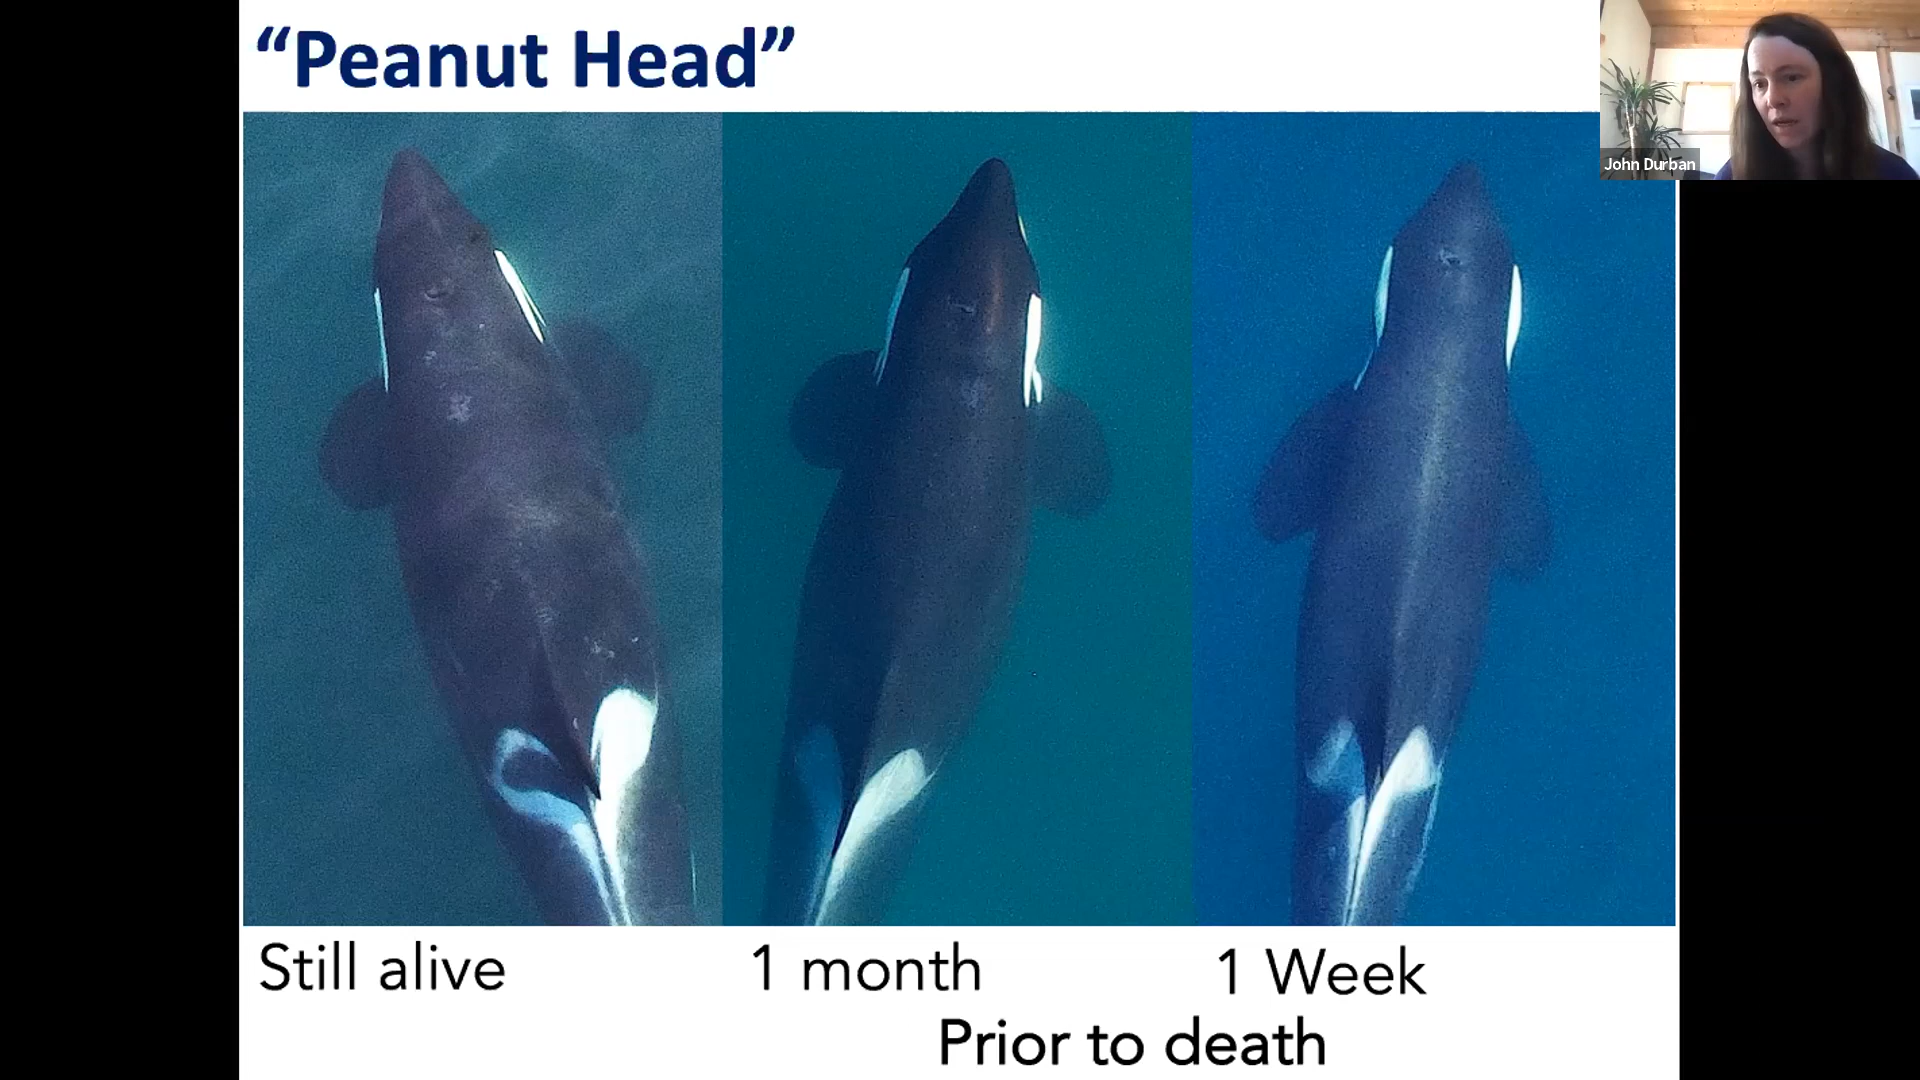 “Peanut Head”
John Durban
Still alive
1 month
1 Week
Prior to death